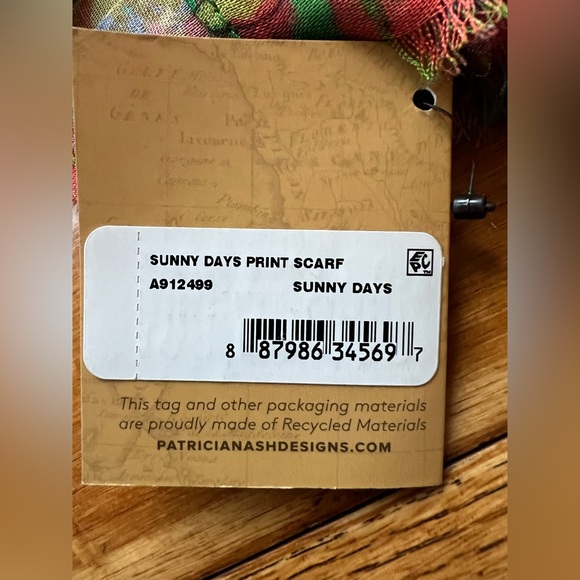 SUNNY DAYS PRINT SCARF
EPC™
A912499 SUNNY DAYS
8 87986 34569 7
This tag and other packaging materials
are proudly made of Recycled Materials
PATRICIANASHDESIGNS.COM